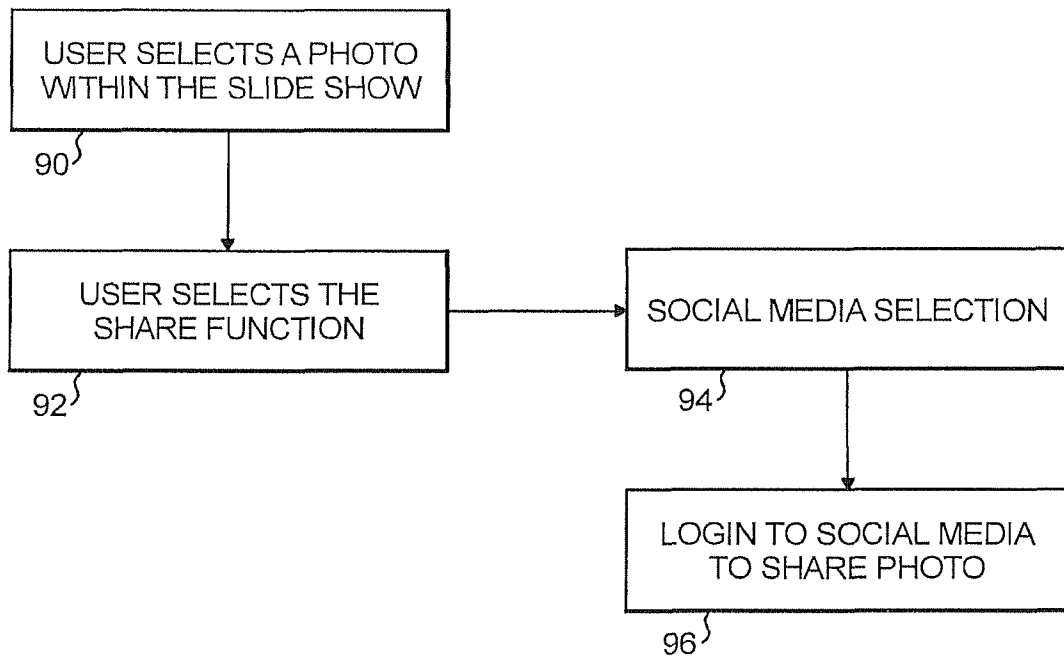 USER SELECTS A PHOTO
WITHIN THE SLIDE SHOW
90
USER SELECTS THE
SHARE FUNCTION
92
SOCIAL MEDIA SELECTION
94
LOGIN TO SOCIAL MEDIA
TO SHARE PHOTO
96